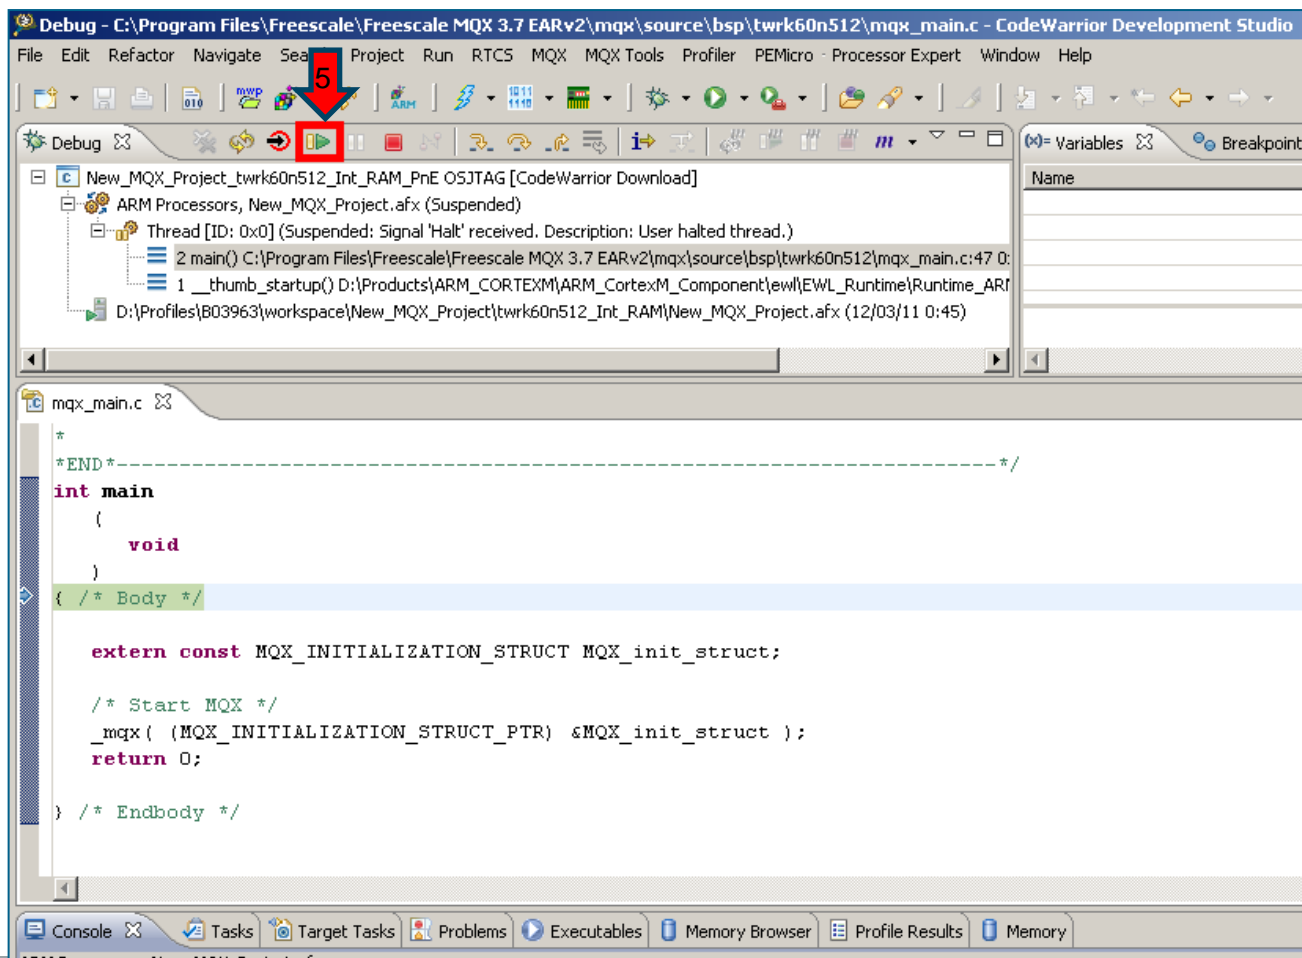 Debug - C:\Program Files\Freescale\Freescale MQX 3.7 EARv2\mqx\source\bsp\twrk60n512\mqx_main.c - CodeWarrior Development Studio
File Edit Refactor Navigate Sea Project Run RTCS MQX MQX Tools Profiler PEMicro Processor Expert Window Help
5
Debug
(x)= Variables
Breakpoint
New_MQX_Project_twrk60n512_Int_RAM_PnE OSJTAG [CodeWarrior Download]
Name
ARM Processors, New_MQX_Project.afx (Suspended)
Thread [ID: 0x0] (Suspended: Signal 'Halt' received. Description: User halted thread.)
2 main() C:\Program Files\Freescale\Freescale MQX 3.7 EARv2\mqx\source\bsp\twrk60n512\mqx_main.c:47 0:
1 __thumb_startup() D:\Products\ARM_CORTEXM\ARM_CortexM_Component\ewl\EWL_Runtime\Runtime_ARM
D:\Profiles\B03963\workspace\New_MQX_Project\twrk60n512_Int_RAM\New_MQX_Project.afx (12/03/11 0:45)
mqx_main.c
*
*END*----------------------------------------------------------------------*/
int main
(
void
)
{ /* Body */
extern const MQX_INITIALIZATION_STRUCT MQX_init_struct;
/* Start MQX */
_mqx( (MQX_INITIALIZATION_STRUCT_PTR) &MQX_init_struct );
return 0;
} /* Endbody */
Console Tasks Target Tasks Problems Executables Memory Browser Profile Results Memory